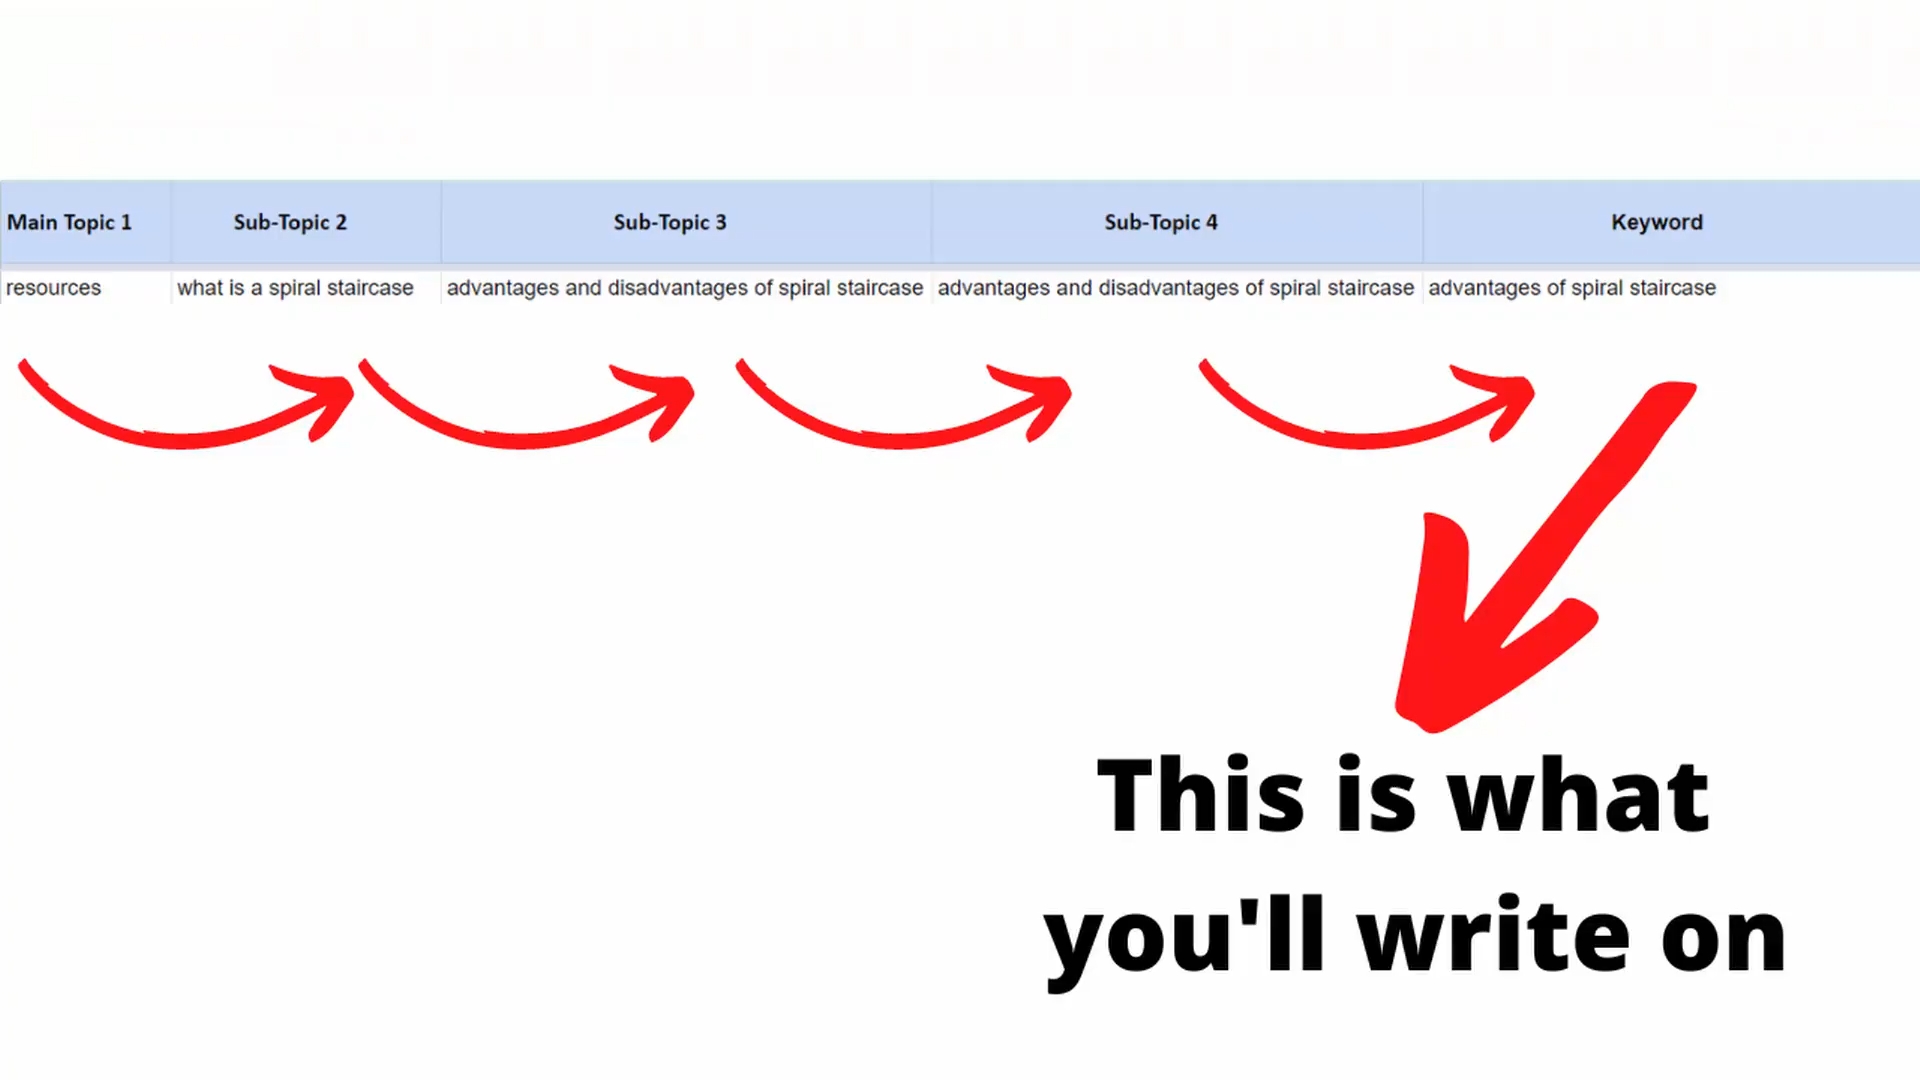 Main Topic 1 Sub-Topic 2 Sub-Topic 3 Sub-Topic 4 Keyword
resources what is a spiral staircase advantages and disadvantages of spiral staircase advantages and disadvantages of spiral staircase advantages of spiral staircase
This is what
you'll write on